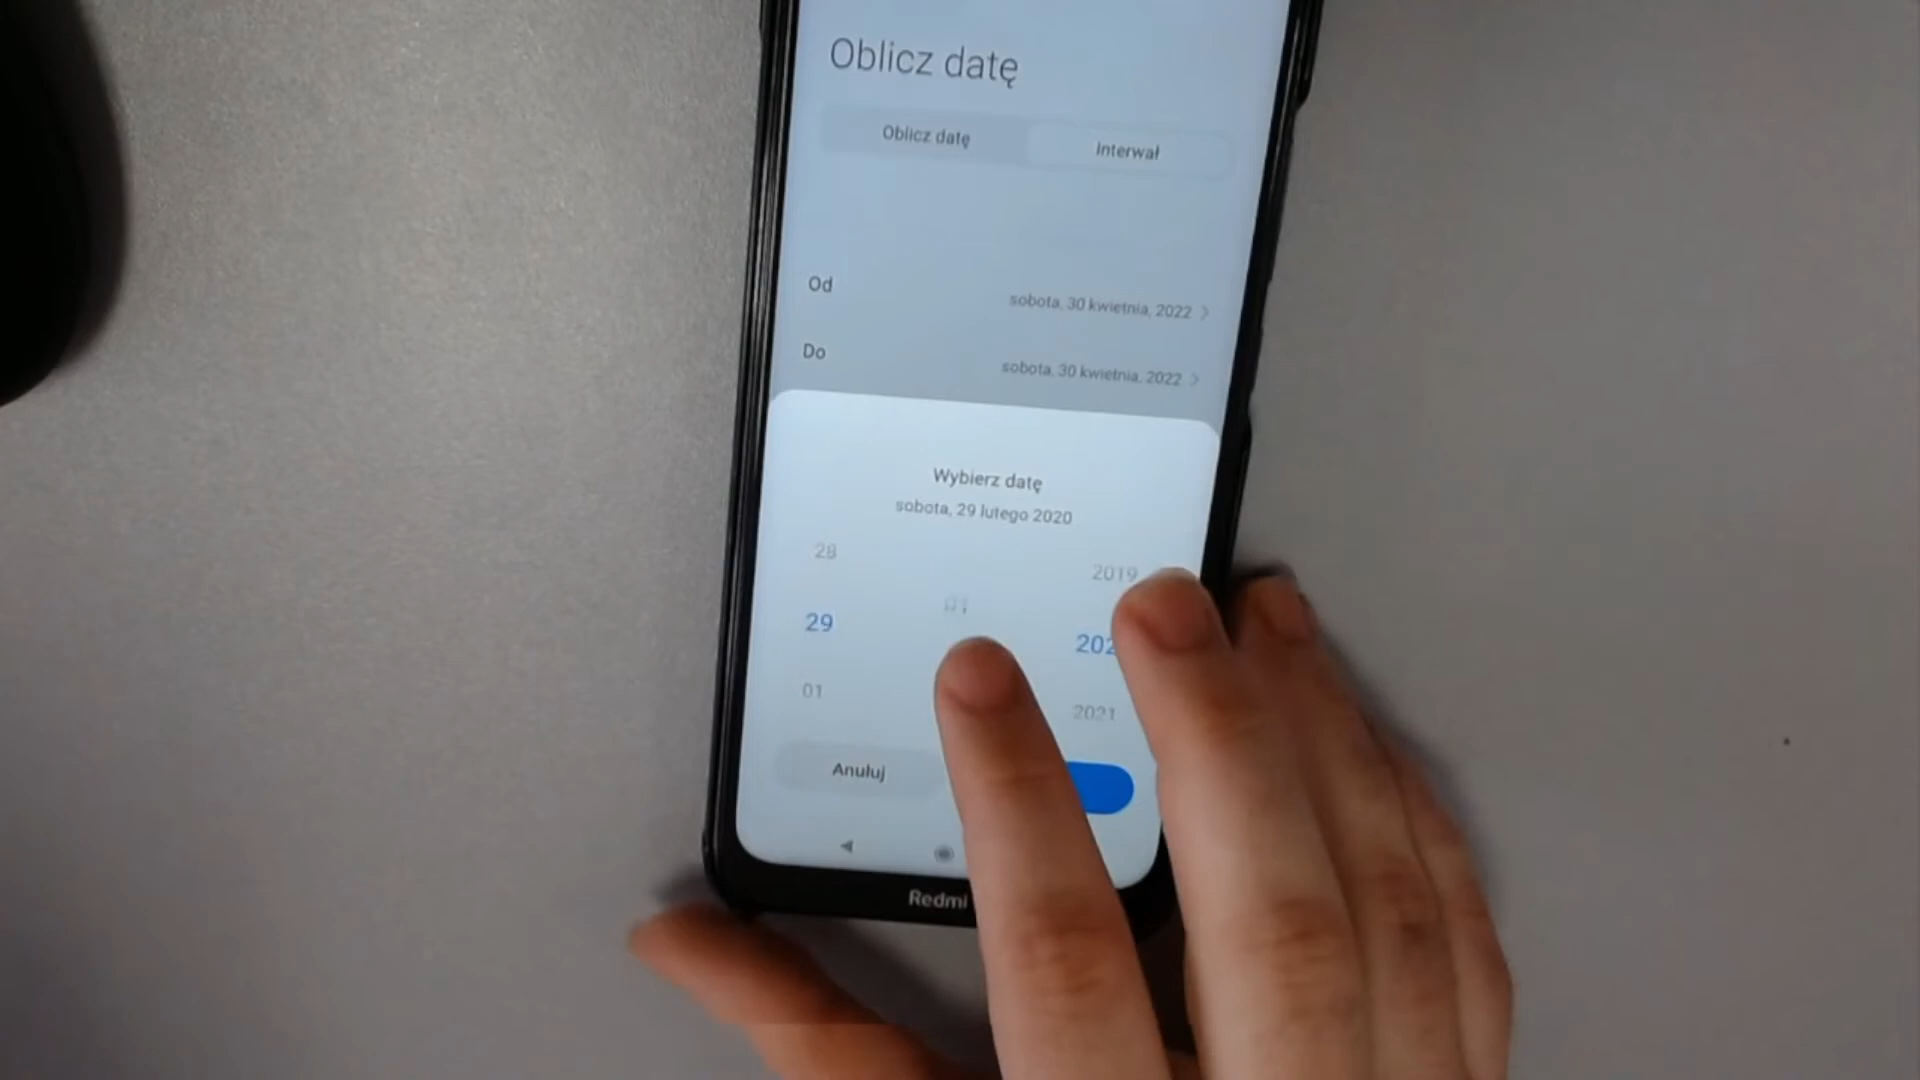 Oblicz datę
Oblicz datę Interwał
Od sobota, 30 kwietnia, 2022
Do sobota, 30 kwietnia, 2022
Wybierz datę
sobota, 29 lutego 2020
28 2019
01
29
01 2021
Anuluj
Redmi